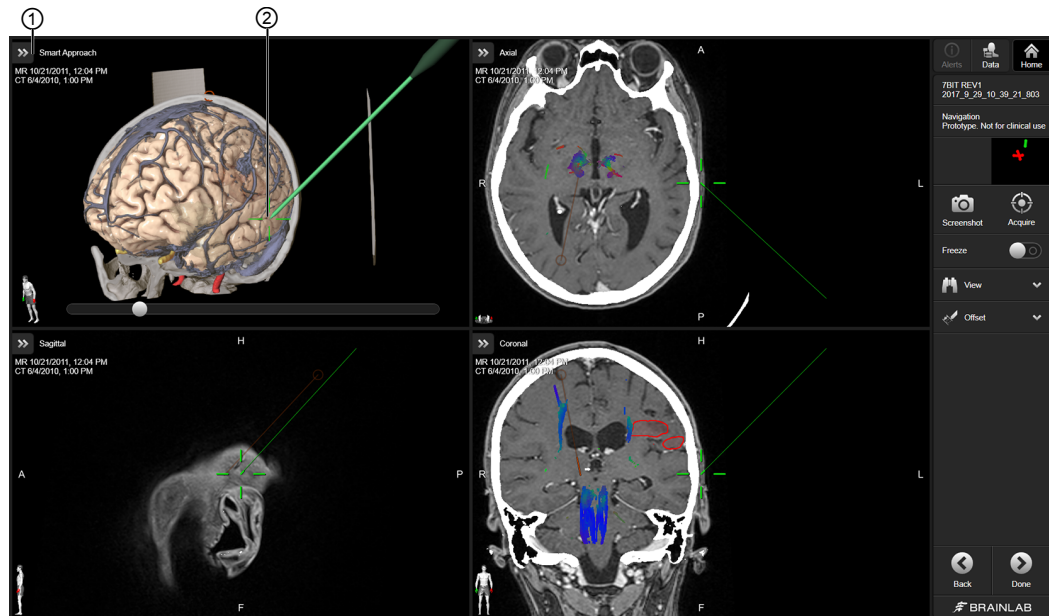 1
2
Smart Approach
MR 10/21/2011, 12:04 PM
CT 6/4/2010, 1:00 PM
Axial
MR 10/21/2011, 12:04 PM
CT 6/4/2010, 1:00 PM
A
R
L
P
Sagittal
MR 10/21/2011, 12:04 PM
CT 6/4/2010, 1:00 PM
H
A
P
F
Coronal
MR 10/21/2011, 12:04 PM
CT 6/4/2010, 1:00 PM
H
R
L
F
Alerts
Data
Home
7BIT REV1
2017_9_29_10_39_21_803
Navigation
Prototype. Not for clinical use
Screenshot
Acquire
Freeze
View
Offset
Back
Done
BRAINLAB